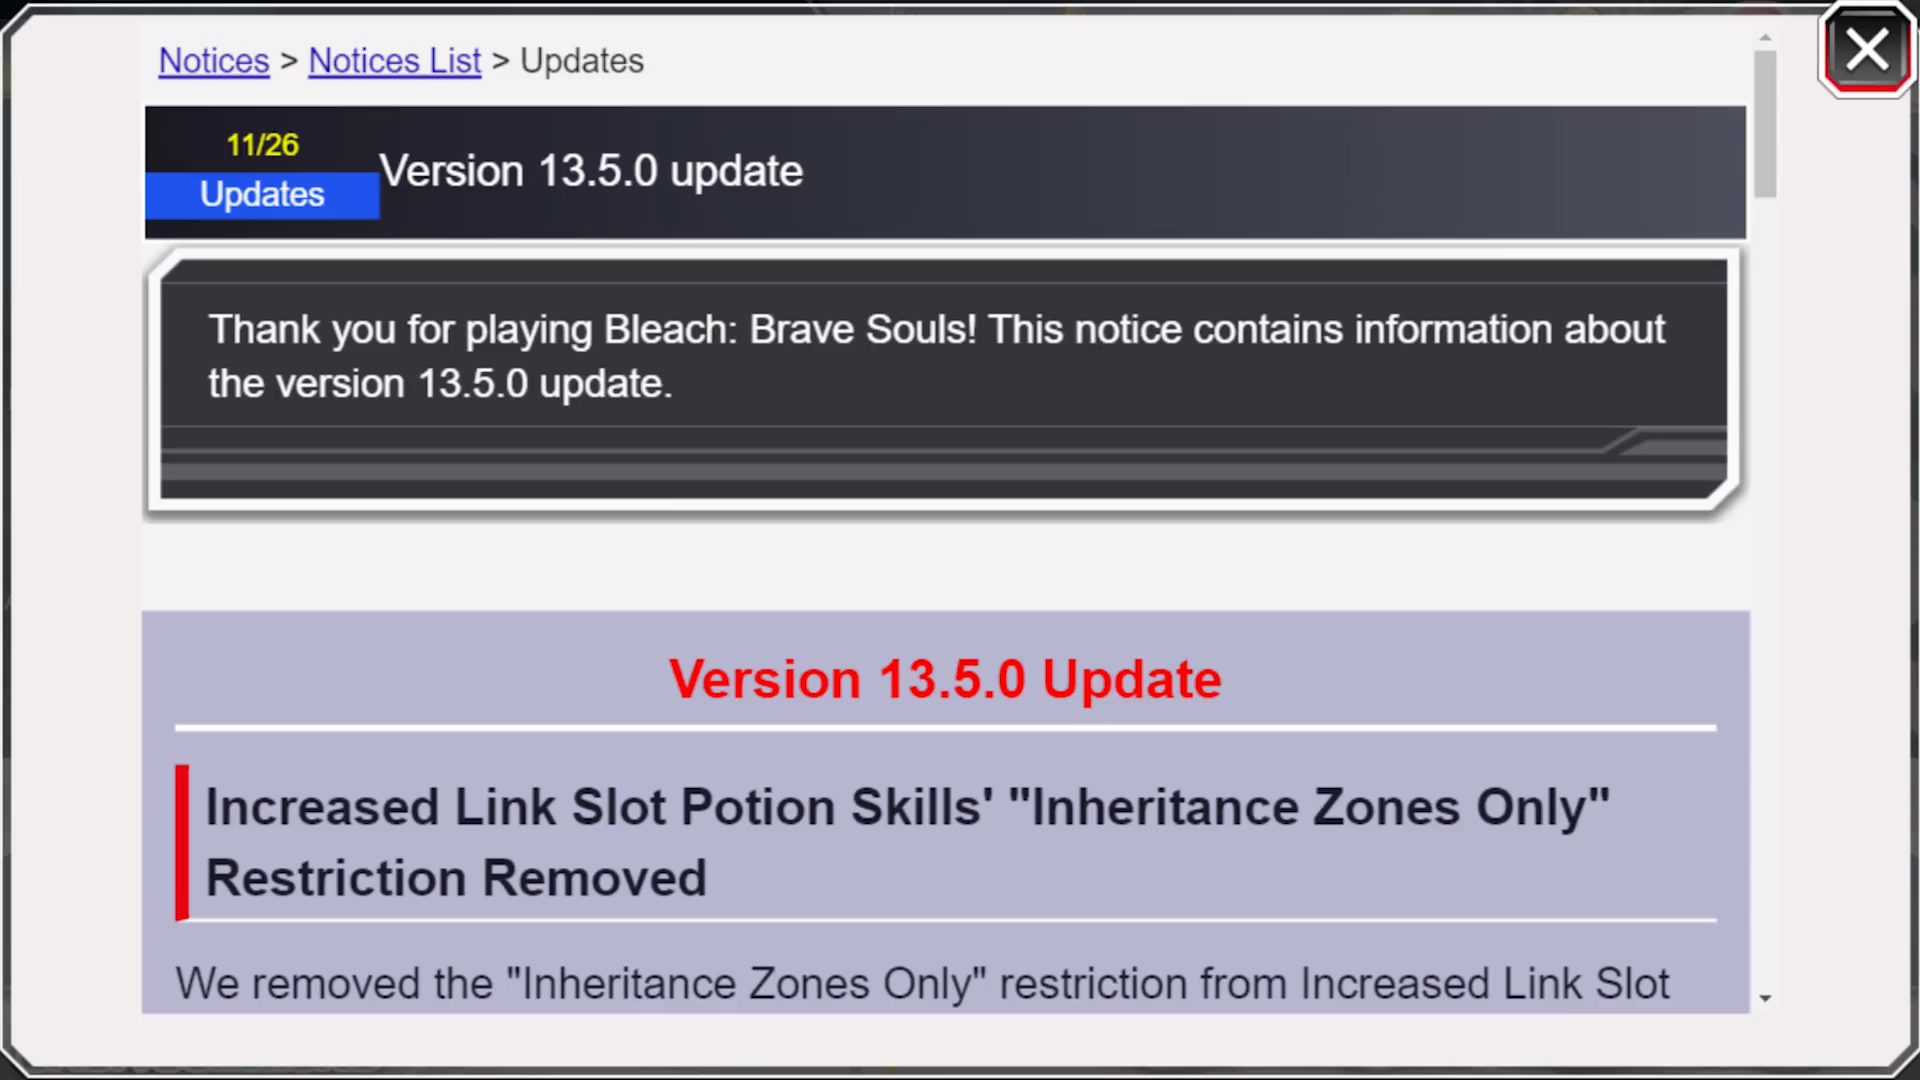 Notices > Notices List > Updates
11/26
Updates
Version 13.5.0 update
Thank you for playing Bleach: Brave Souls! This notice contains information about
the version 13.5.0 update.
Version 13.5.0 Update
Increased Link Slot Potion Skills' "Inheritance Zones Only"
Restriction Removed
We removed the "Inheritance Zones Only" restriction from Increased Link Slot